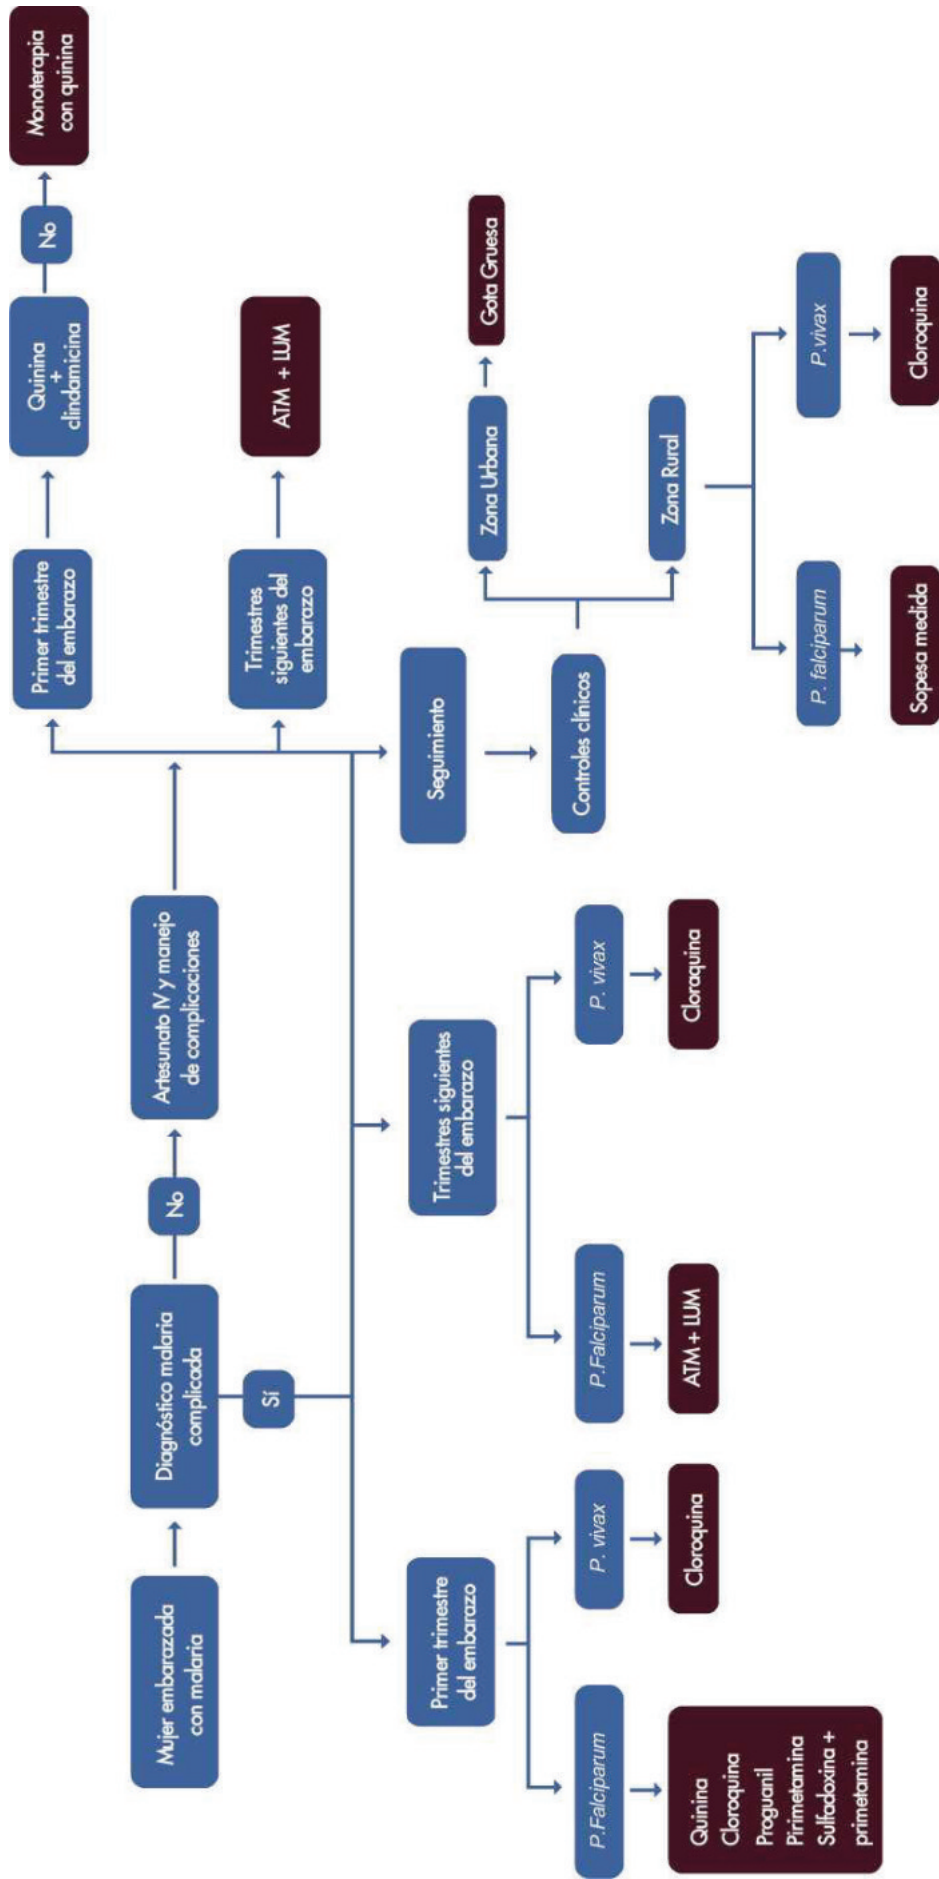 Mujer embarazada
con malaria
Diagnóstico malaria
complicada
No
Artesunato IV y manejo
de complicaciones
Primer trimestre
del embarazo
Quinina
+
clindamicina
No
Monoterapia
con quinina
Trimestres
siguientes del
embarazo
ATM + LUM
Sí
Primer trimestre
del embarazo
P.Falciparum
Quinina
Cloroquina
Proguanil
Pirimetamina
Sulfadoxina +
primetamina
P. vivax
Cloroquina
Trimestres siguientes
del embarazo
P.Falciparum
ATM + LUM
P. vivax
Cloraquina
Seguimiento
Controles clínicos
Zona Urbana
Gota Gruesa
Zona Rural
P. falciparum
Sopesa medida
P.vivax
Cloroquina